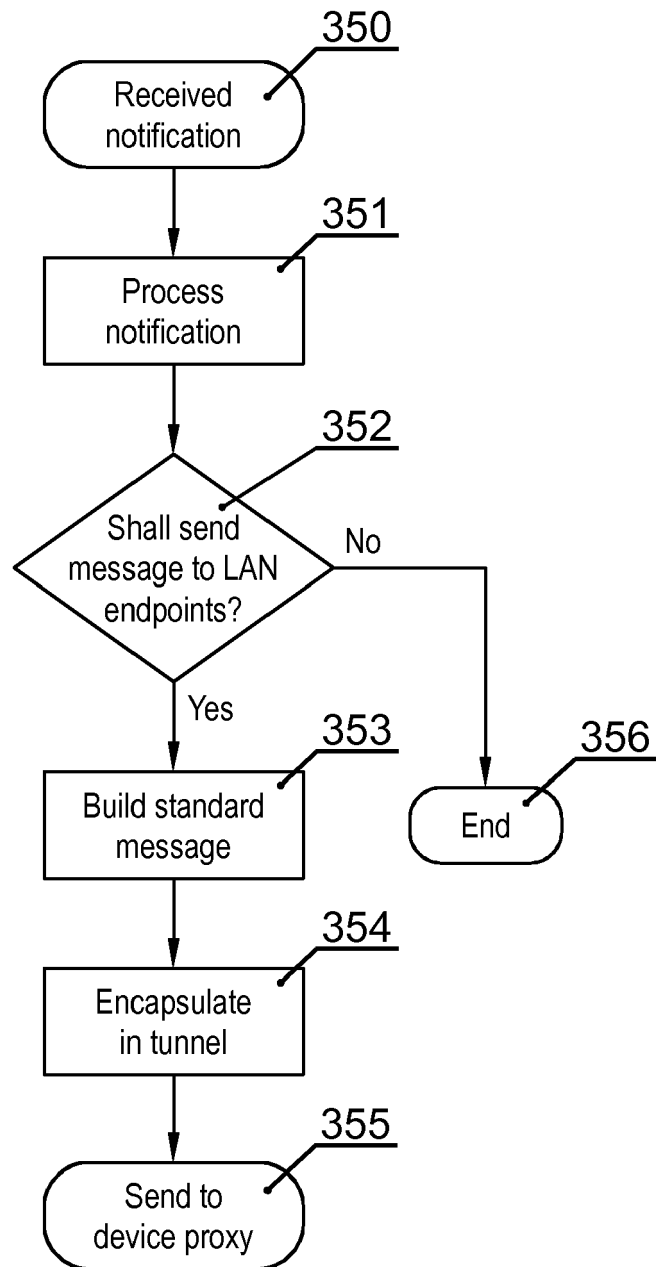 350
Received
notification
351
Process
notification
352
Shall send
message to LAN
endpoints?
No
Yes
353
Build standard
message
356
End
354
Encapsulate
in tunnel
355
Send to
device proxy